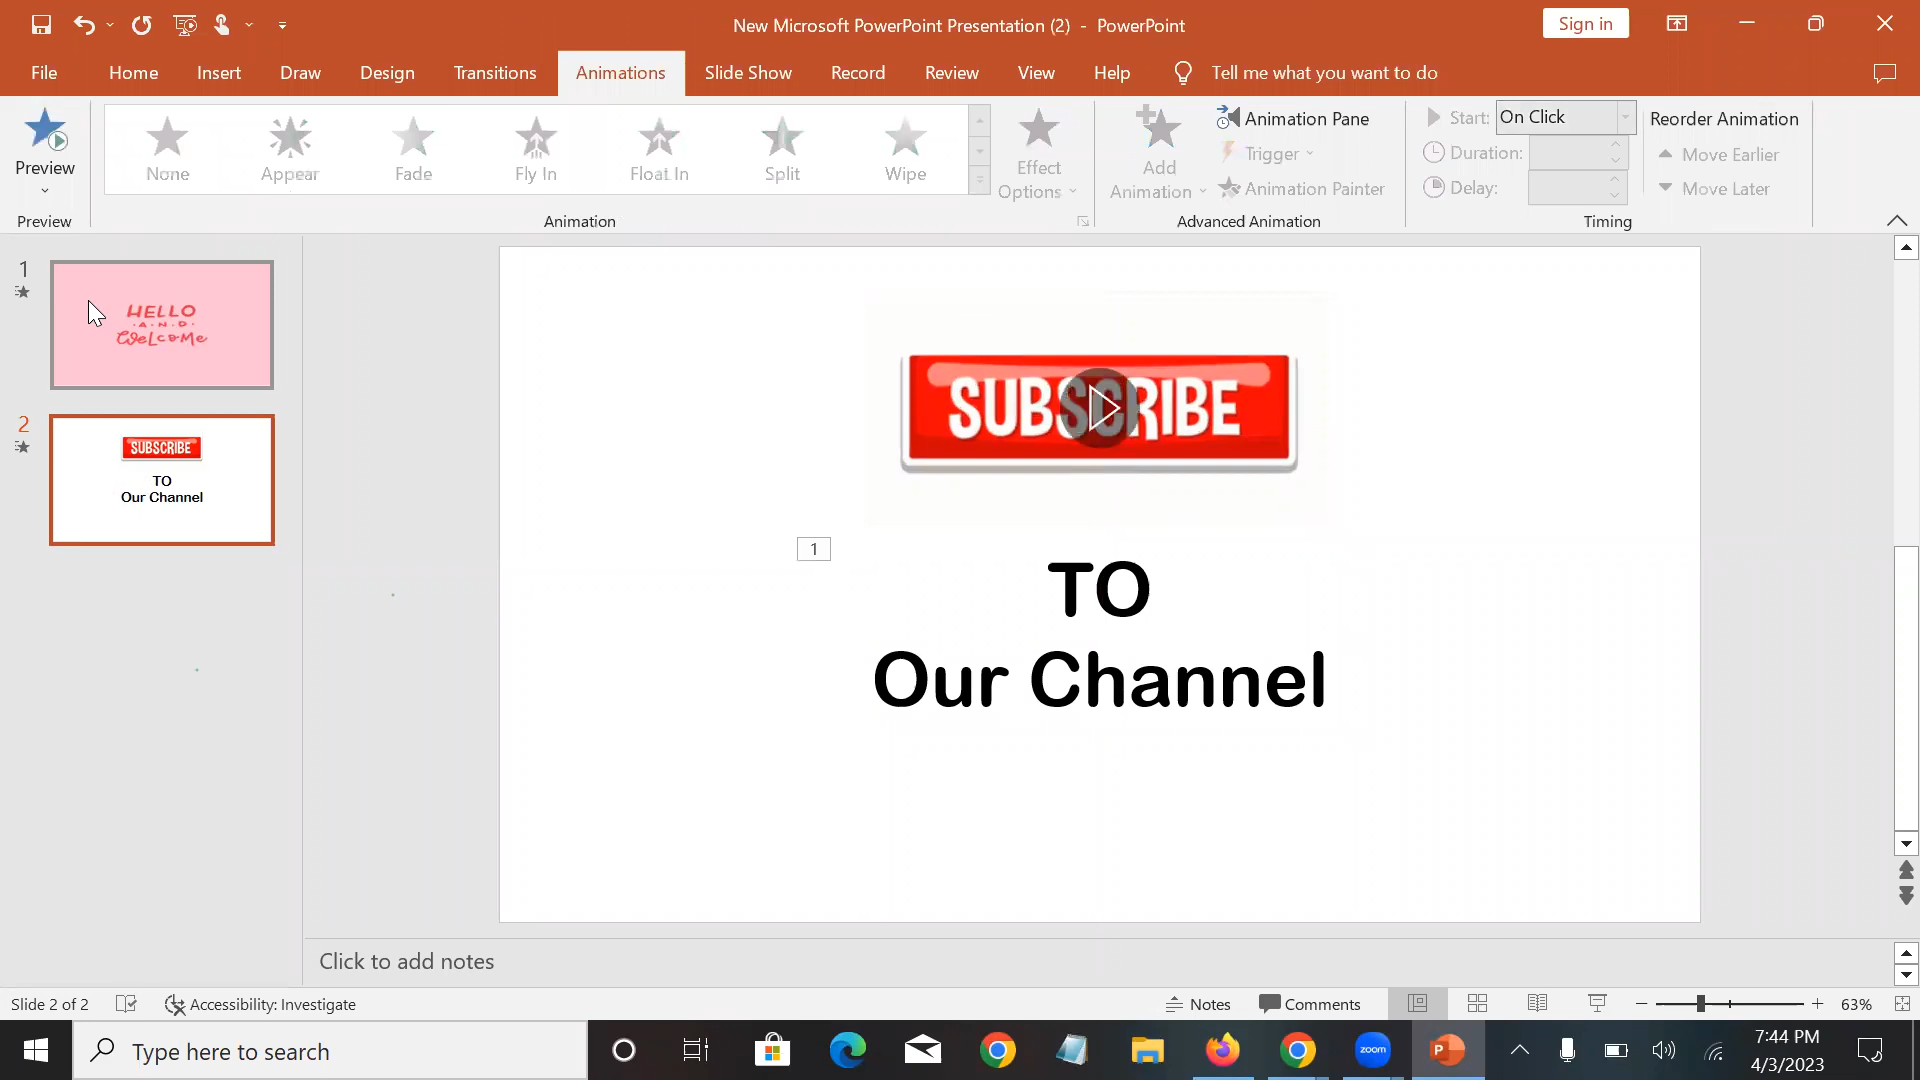 New Microsoft PowerPoint Presentation (2) - PowerPoint
Sign in
File Home Insert Draw Design Transitions Animations Slide Show Record Review View Help Tell me what you want to do
Preview
None Appear Fade Fly In Float In Split Wipe
Effect
Options
Add
Animation
Animation Pane
Trigger
Animation Painter
Start: On Click
Duration:
Delay:
Reorder Animation
Move Earlier
Move Later
Preview Animation Advanced Animation Timing
1
HELLO
·A·N·D·
Welcome
2
SUBSCRIBE
TO
Our Channel
SUBSCRIBE
1
TO
Our Channel
Click to add notes
Slide 2 of 2 Accessibility: Investigate Notes Comments 63%
Type here to search
zoom
P
7:44 PM
4/3/2023